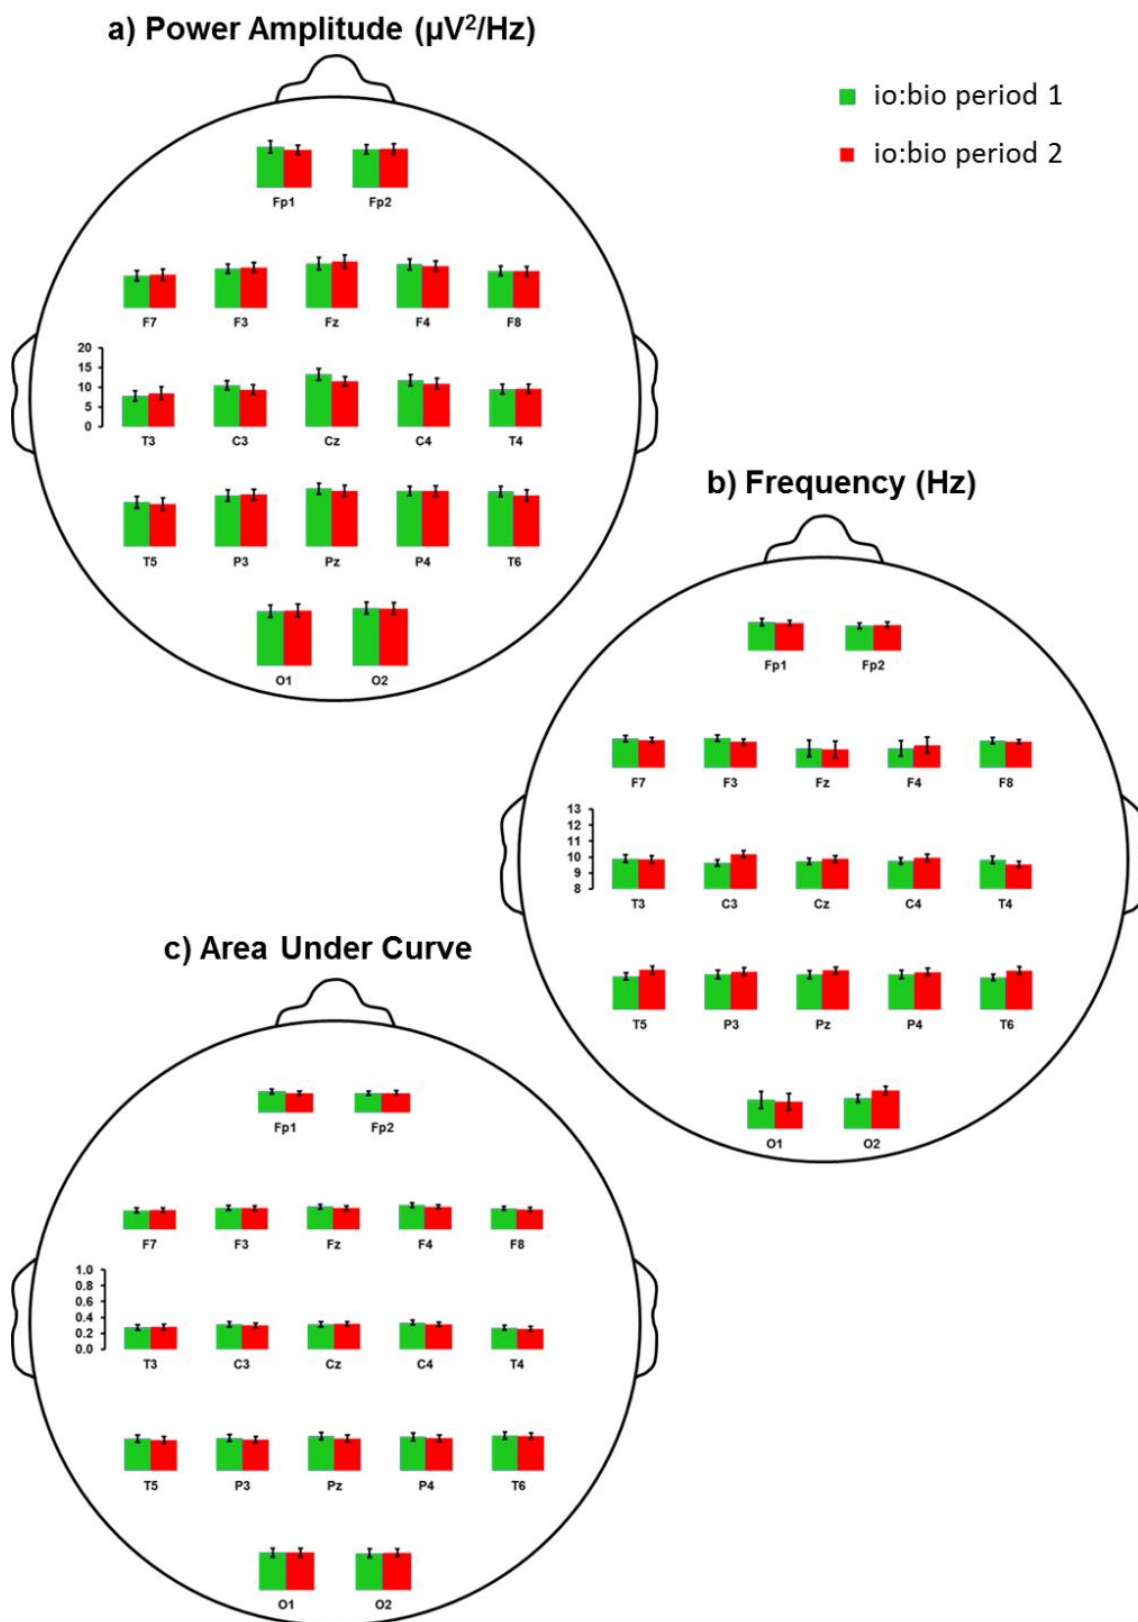 a) Power Amplitude (µV²/Hz)
io:bio period 1
io:bio period 2
Fp1 Fp2
F7 F3 Fz F4 F8
20
15
10
5
0
T3 C3 Cz C4 T4
T5 P3 Pz P4 T6
O1 O2
b) Frequency (Hz)
Fp1 Fp2
F7 F3 Fz F4 F8
13
12
11
10
9
8
T3 C3 Cz C4 T4
T5 P3 Pz P4 T6
O1 O2
c) Area Under Curve
Fp1 Fp2
F7 F3 Fz F4 F8
1.0
0.8
0.6
0.4
0.2
0.0
T3 C3 Cz C4 T4
T5 P3 Pz P4 T6
O1 O2